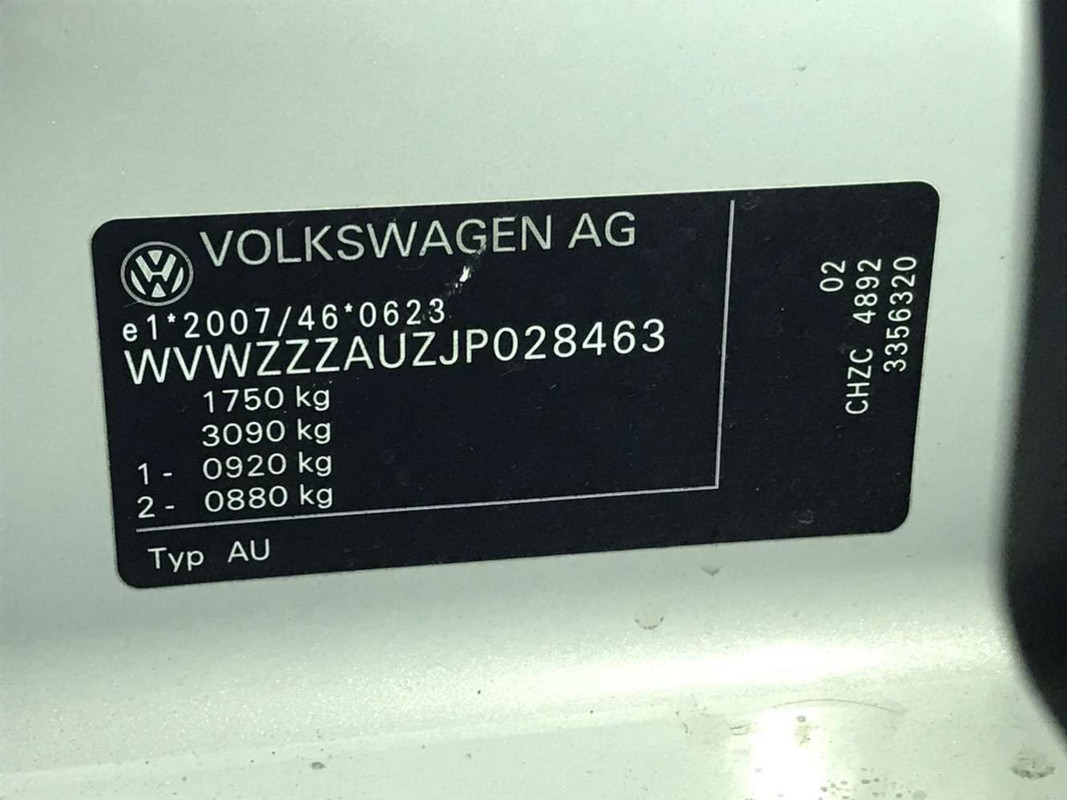 VOLKSWAGEN AG
e1*2007/46*0623
WVWZZZAUZJP028463
1750 kg
3090 kg
1 - 0920 kg
2 - 0880 kg
Typ AU
02
CHZC 4892
3356320